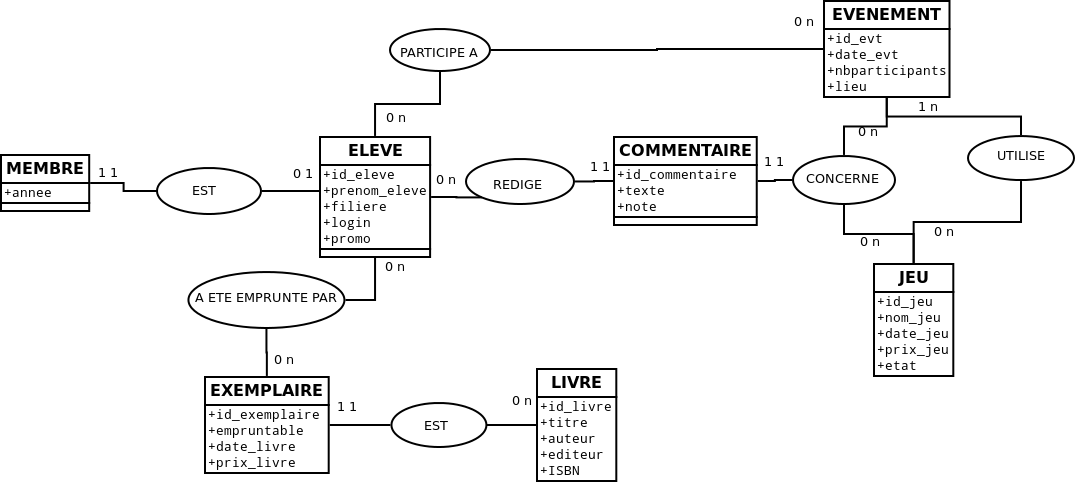 EVENEMENT
+id_evt
+date_evt
+nbparticipants
+lieu
0 n
PARTICIPE A
0 n
1 n
0 n
MEMBRE
+annee
1 1
EST
0 1
ELEVE
+id_eleve
+prenom_eleve
+filiere
+login
+promo
0 n
REDIGE
1 1
COMMENTAIRE
+id_commentaire
+texte
+note
1 1
CONCERNE
UTILISE
0 n
0 n
JEU
+id_jeu
+nom_jeu
+date_jeu
+prix_jeu
+etat
0 n
A ETE EMPRUNTE PAR
0 n
EXEMPLAIRE
+id_exemplaire
+empruntable
+date_livre
+prix_livre
1 1
EST
0 n
LIVRE
+id_livre
+titre
+auteur
+editeur
+ISBN